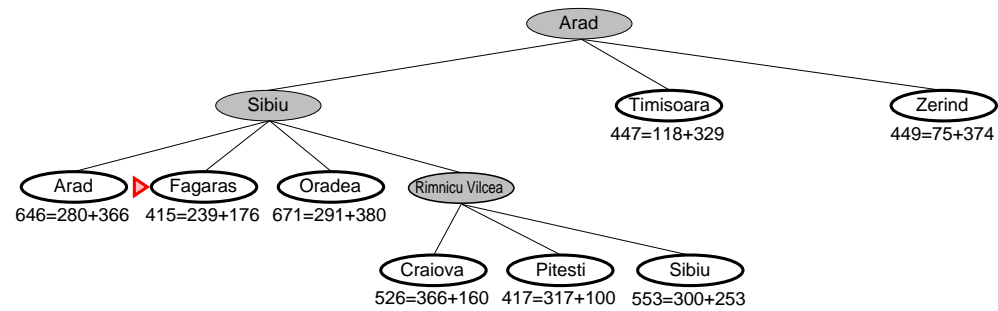 Arad
Sibiu Timisoara Zerind
447=118+329 449=75+374
Arad Fagaras Oradea Rimnicu Vilcea
646=280+366 415=239+176 671=291+380
Craiova Pitesti Sibiu
526=366+160 417=317+100 553=300+253